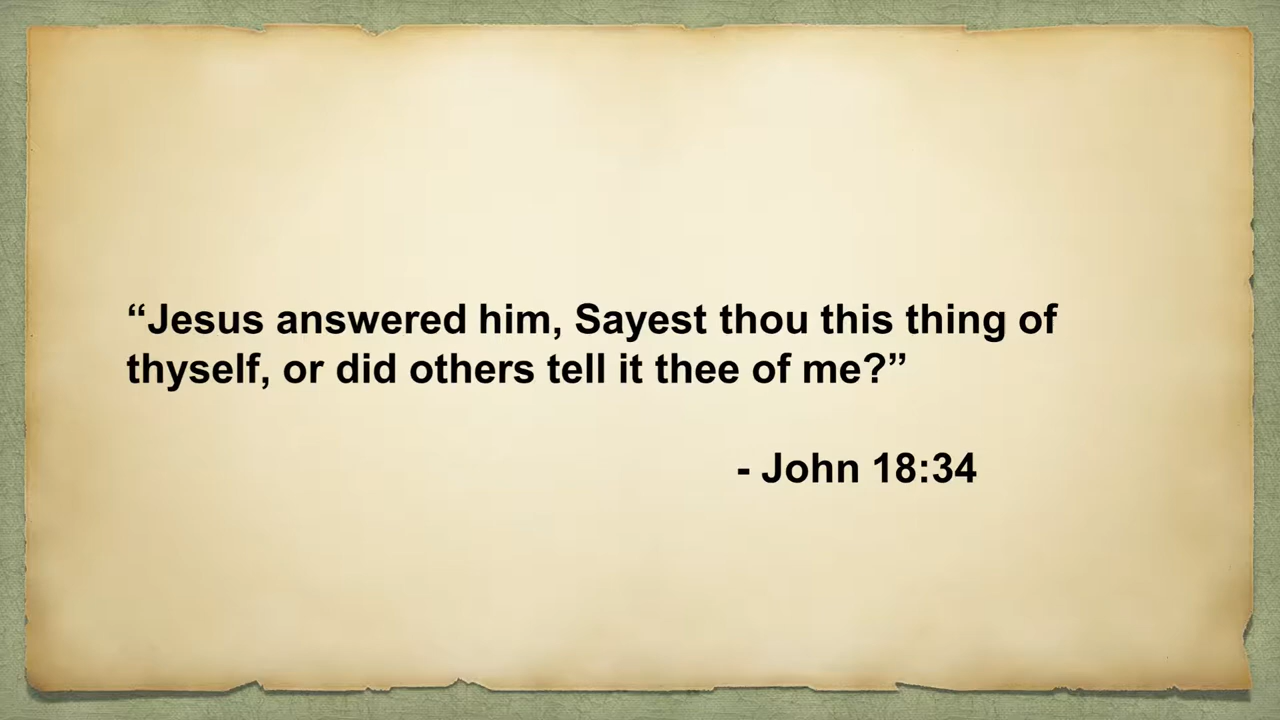 “Jesus answered him, Sayest thou this thing of
thyself, or did others tell it thee of me?”
- John 18:34